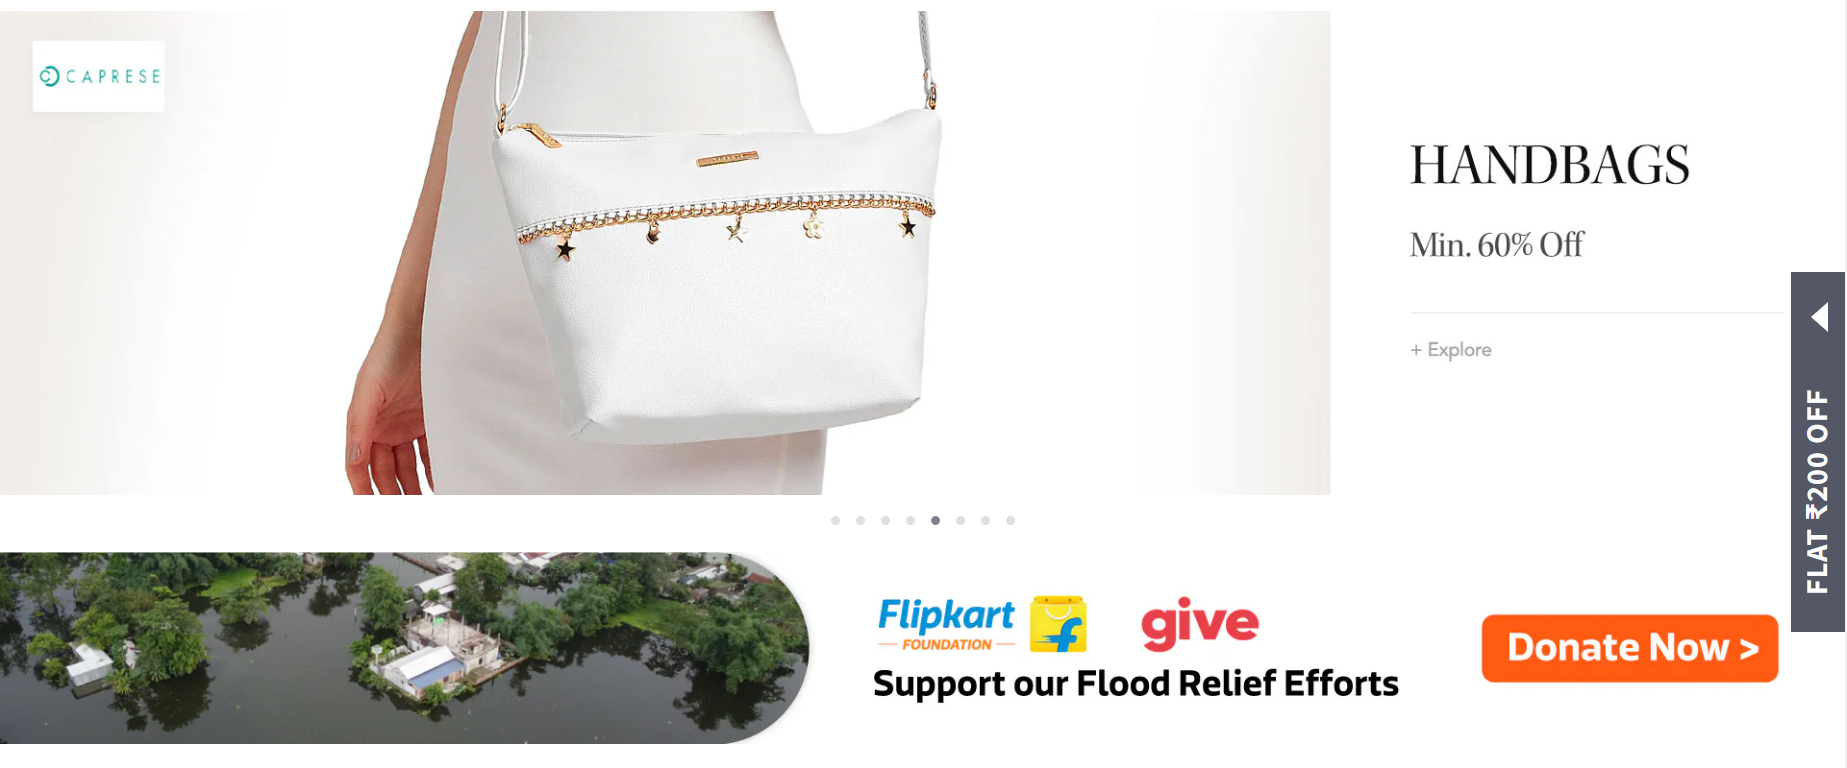 CAPRESE
HANDBAGS
Min. 60% Off
+ Explore
FLAT ₹200 OFF
Flipkart
FOUNDATION
give
Support our Flood Relief Efforts
Donate Now >